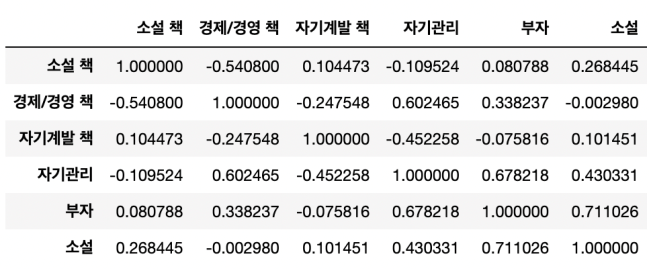 소설 책 경제/경영 책 자기계발 책 자기관리 부자 소설
소설 책 1.000000 -0.540800 0.104473 -0.109524 0.080788 0.268445
경제/경영 책 -0.540800 1.000000 -0.247548 0.602465 0.338237 -0.002980
자기계발 책 0.104473 -0.247548 1.000000 -0.452258 -0.075816 0.101451
자기관리 -0.109524 0.602465 -0.452258 1.000000 0.678218 0.430331
부자 0.080788 0.338237 -0.075816 0.678218 1.000000 0.711026
소설 0.268445 -0.002980 0.101451 0.430331 0.711026 1.000000